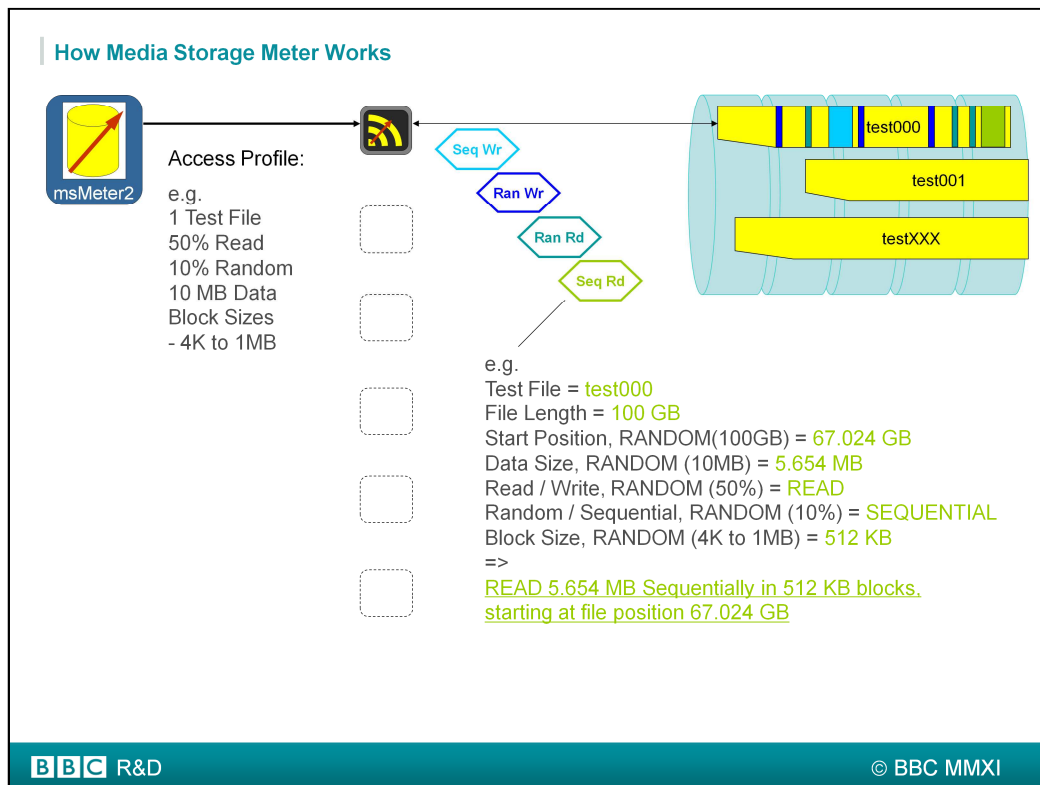 How Media Storage Meter Works
msMeter2
Access Profile:
e.g.
1 Test File
50% Read
10% Random
10 MB Data
Block Sizes
- 4K to 1MB
Seq Wr
Ran Wr
Ran Rd
Seq Rd
test000
test001
testXXX
e.g.
Test File = test000
File Length = 100 GB
Start Position, RANDOM(100GB) = 67.024 GB
Data Size, RANDOM (10MB) = 5.654 MB
Read / Write, RANDOM (50%) = READ
Random / Sequential, RANDOM (10%) = SEQUENTIAL
Block Size, RANDOM (4K to 1MB) = 512 KB
=>
READ 5.654 MB Sequentially in 512 KB blocks,
starting at file position 67.024 GB
BBC R&D
© BBC MMXI